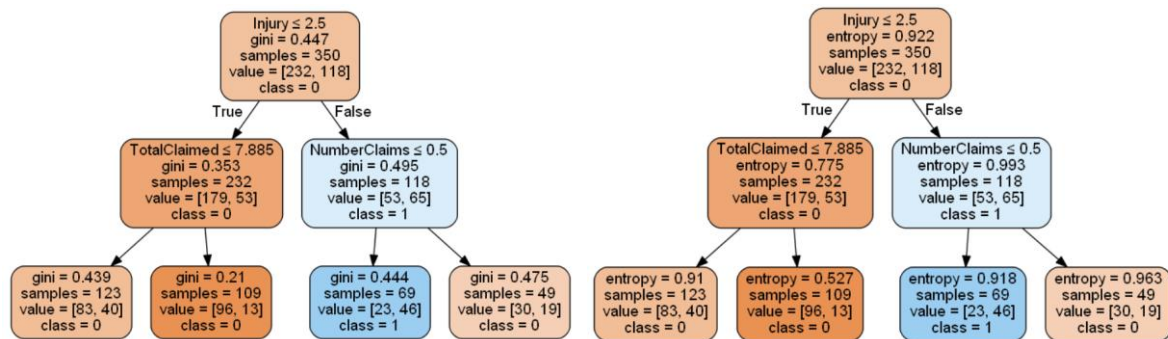 Injury ≤ 2.5
gini = 0.447
samples = 350
value = [232, 118]
class = 0
True
False
TotalClaimed ≤ 7.885
gini = 0.353
samples = 232
value = [179, 53]
class = 0
NumberClaims ≤ 0.5
gini = 0.495
samples = 118
value = [53, 65]
class = 1
gini = 0.439
samples = 123
value = [83, 40]
class = 0
gini = 0.21
samples = 109
value = [96, 13]
class = 0
gini = 0.444
samples = 69
value = [23, 46]
class = 1
gini = 0.475
samples = 49
value = [30, 19]
class = 0
Injury ≤ 2.5
entropy = 0.922
samples = 350
value = [232, 118]
class = 0
True
False
TotalClaimed ≤ 7.885
entropy = 0.775
samples = 232
value = [179, 53]
class = 0
NumberClaims ≤ 0.5
entropy = 0.993
samples = 118
value = [53, 65]
class = 1
entropy = 0.91
samples = 123
value = [83, 40]
class = 0
entropy = 0.527
samples = 109
value = [96, 13]
class = 0
entropy = 0.918
samples = 69
value = [23, 46]
class = 1
entropy = 0.963
samples = 49
value = [30, 19]
class = 0